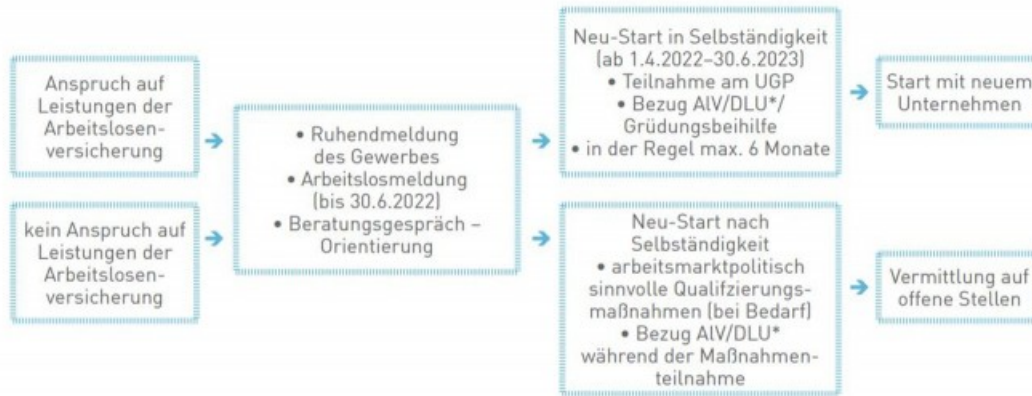 Anspruch auf
Leistungen der
Arbeitslosen-
versicherung
kein Anspruch auf
Leistungen der
Arbeitslosen-
versicherung
• Ruhendmeldung
des Gewerbes
• Arbeitslosmeldung
(bis 30.6.2022)
• Beratungsgespräch –
Orientierung
Neu-Start in Selbständigkeit
(ab 1.4.2022–30.6.2023)
• Teilnahme am UGP
• Bezug AlV/DLU*/
Grüdungsbeihilfe
• in der Regel max. 6 Monate
Neu-Start nach
Selbständigkeit
• arbeitsmarktpolitisch
sinnvolle Qualifzierungs-
maßnahmen (bei Bedarf)
• Bezug AlV/DLU*
während der Maßnahmen-
teilnahme
Start mit neuem
Unternehmen
Vermittlung auf
offene Stellen